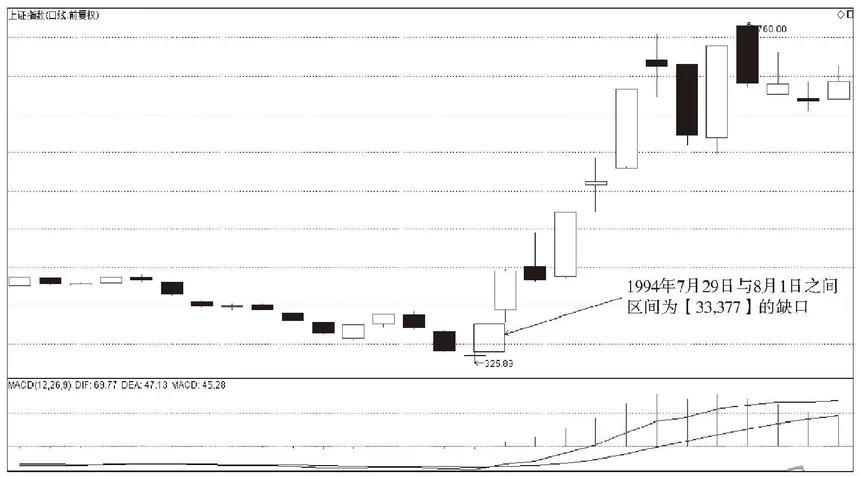 上证指数(日线.前复权)
760.00
1994年7月29日与8月1日之间
区间为【33,377】的缺口
325.89
MACD(12,26,9) DIF: 69.77 DEA: 47.13 MACD: 45.28